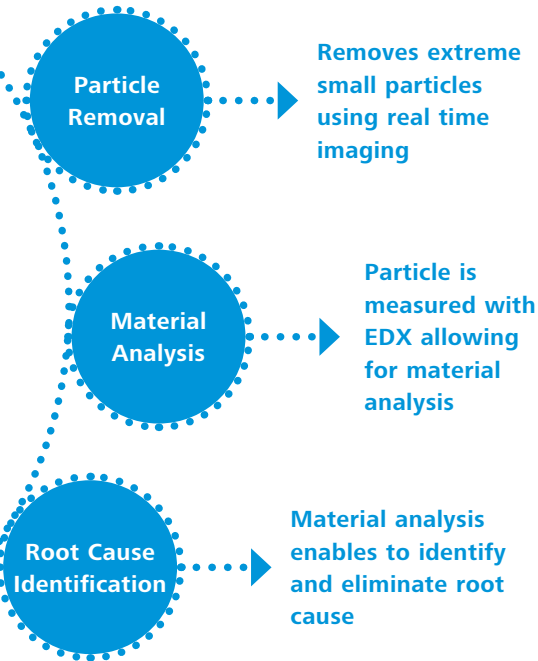 Particle
Removal
Removes extreme
small particles
using real time
imaging
Material
Analysis
Particle is
measured with
EDX allowing
for material
analysis
Root Cause
Identification
Material analysis
enables to identify
and eliminate root
cause